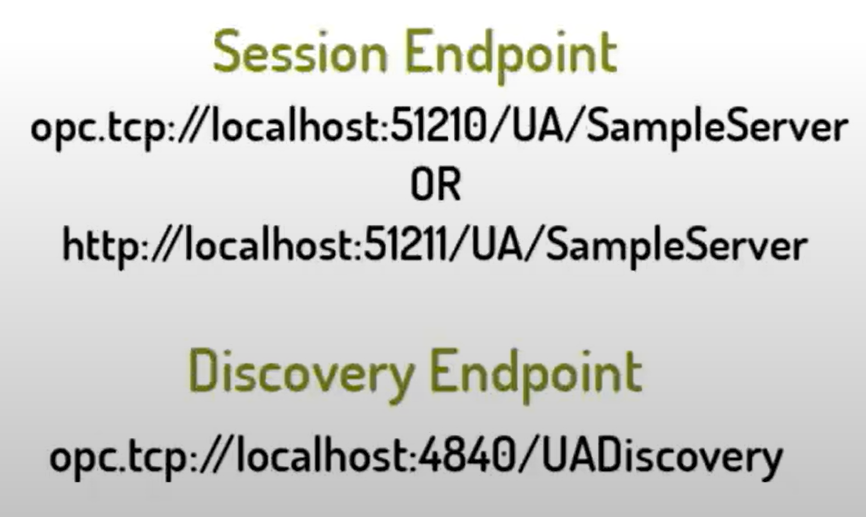 Session Endpoint
opc.tcp://localhost:51210/UA/SampleServer
OR
http://localhost:51211/UA/SampleServer
Discovery Endpoint
opc.tcp://localhost:4840/UADiscovery